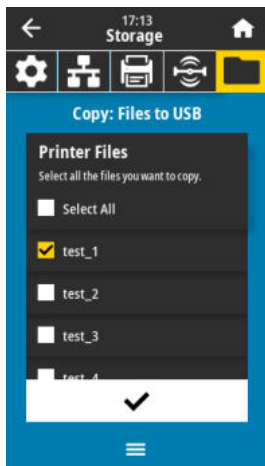 17:13
Storage
Copy: Files to USB
Printer Files
Select all the files you want to copy.
Select All
test_1
test_2
test_3
test_4